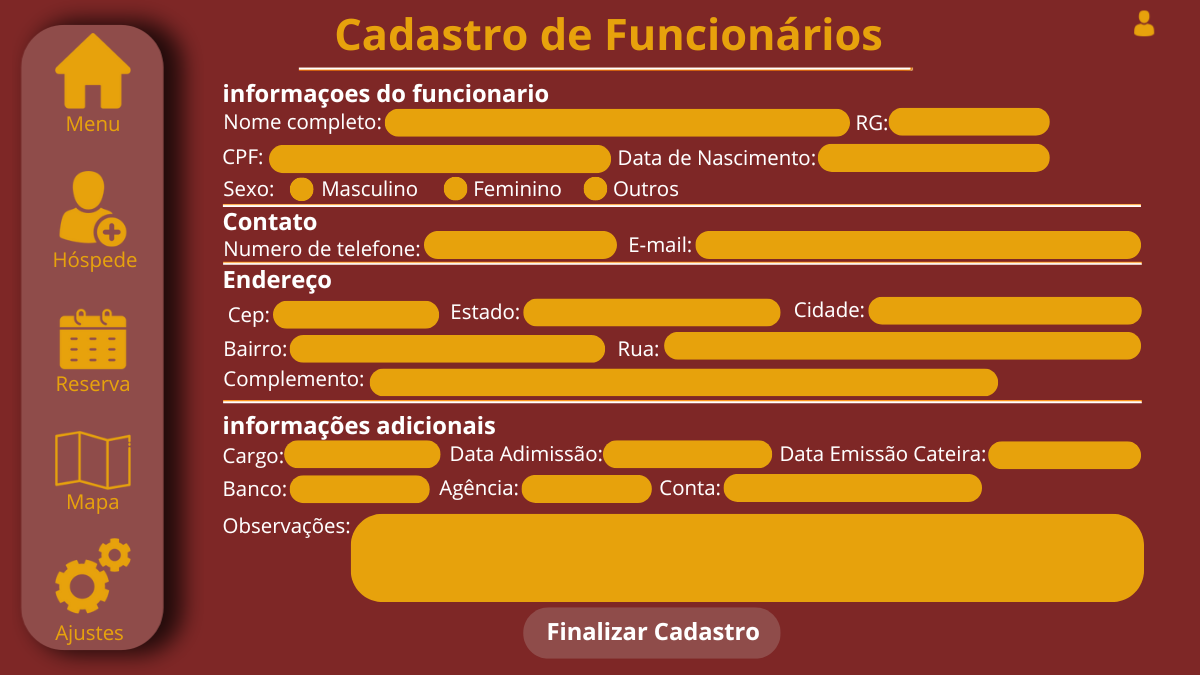 Cadastro de Funcionários
Menu
Hóspede
Reserva
Mapa
Ajustes
informaçoes do funcionario
Nome completo: RG:
CPF: Data de Nascimento:
Sexo: Masculino Feminino Outros
Contato
Numero de telefone: E-mail:
Endereço
Cep: Estado: Cidade:
Bairro: Rua:
Complemento:
informações adicionais
Cargo: Data Adimissão: Data Emissão Cateira:
Banco: Agência: Conta:
Observações:
Finalizar Cadastro